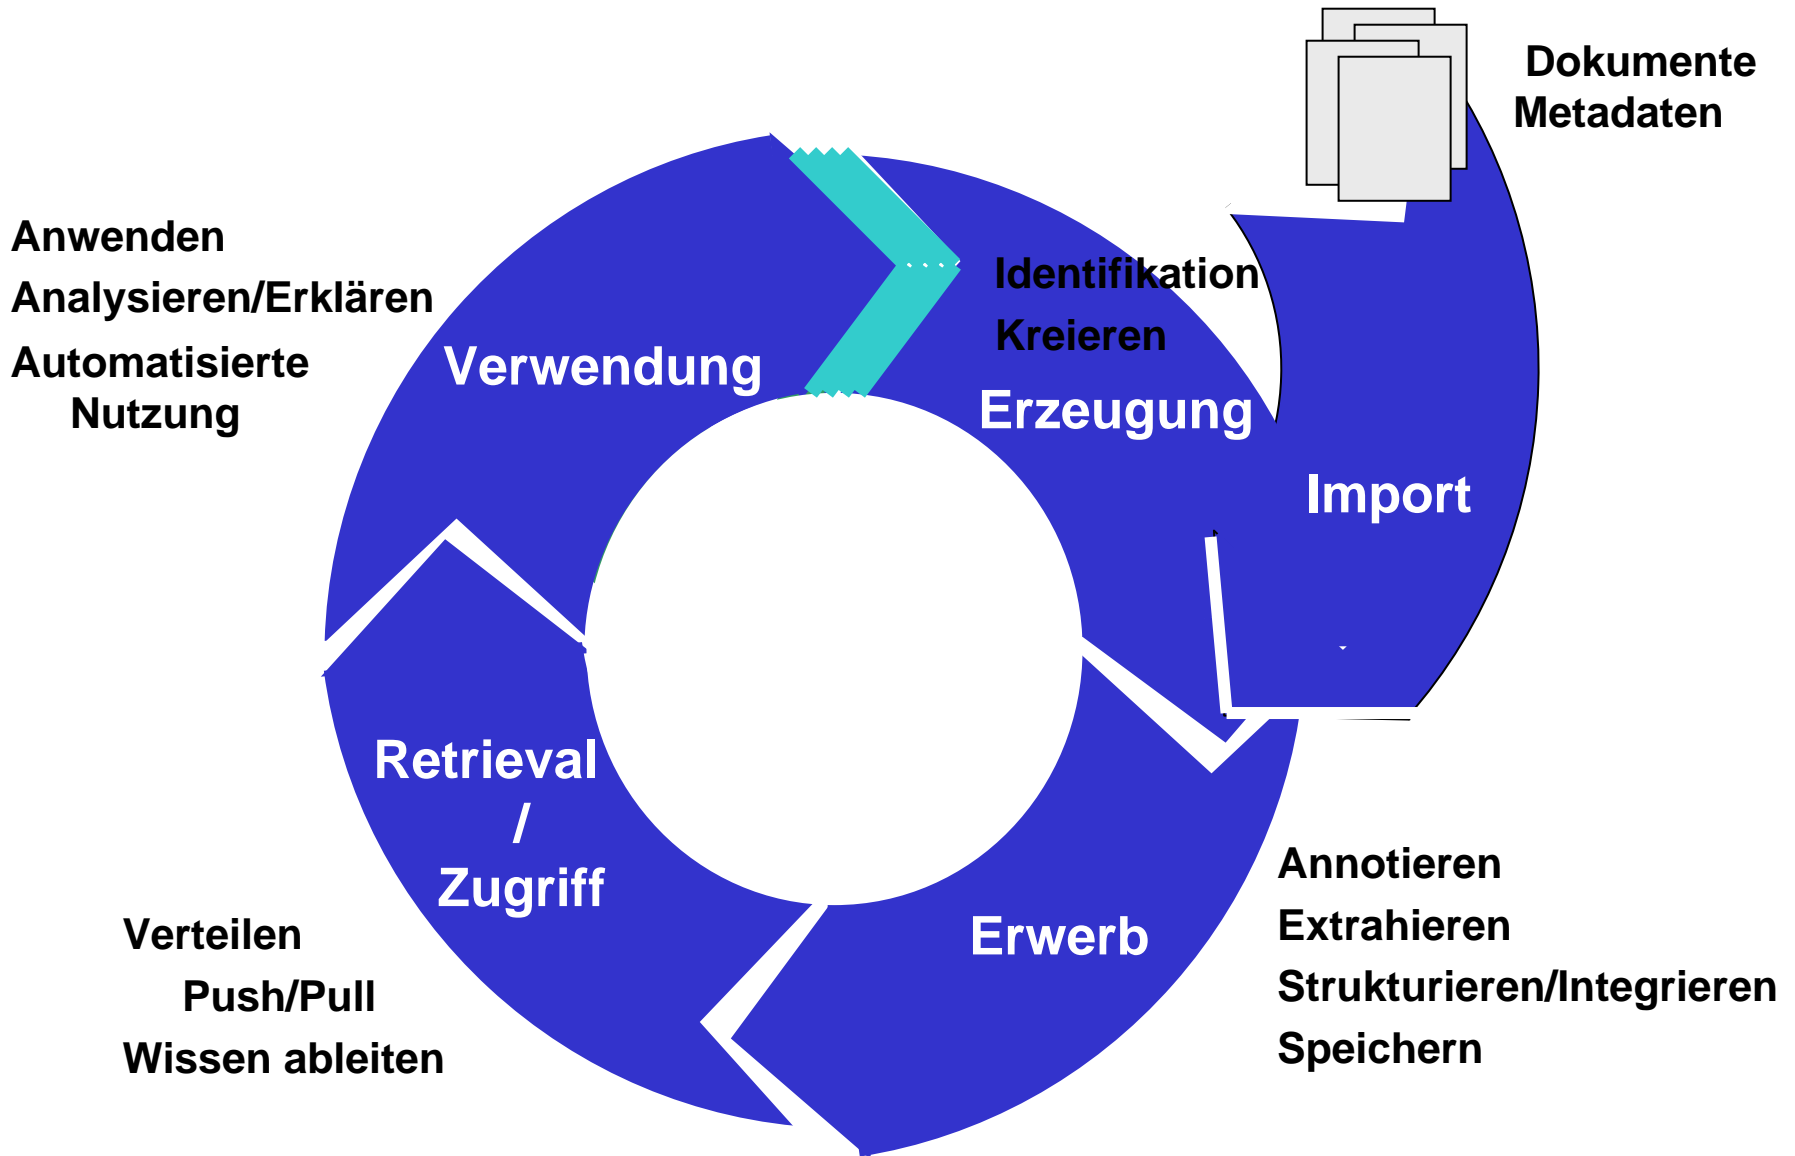 Dokumente
Metadaten
Anwenden
Analysieren/Erklären
Automatisierte
Nutzung
Verwendung
Identifikation
Kreieren
Erzeugung
Import
Retrieval
/
Zugriff
Erwerb
Annotieren
Extrahieren
Strukturieren/Integrieren
Speichern
Verteilen
Push/Pull
Wissen ableiten